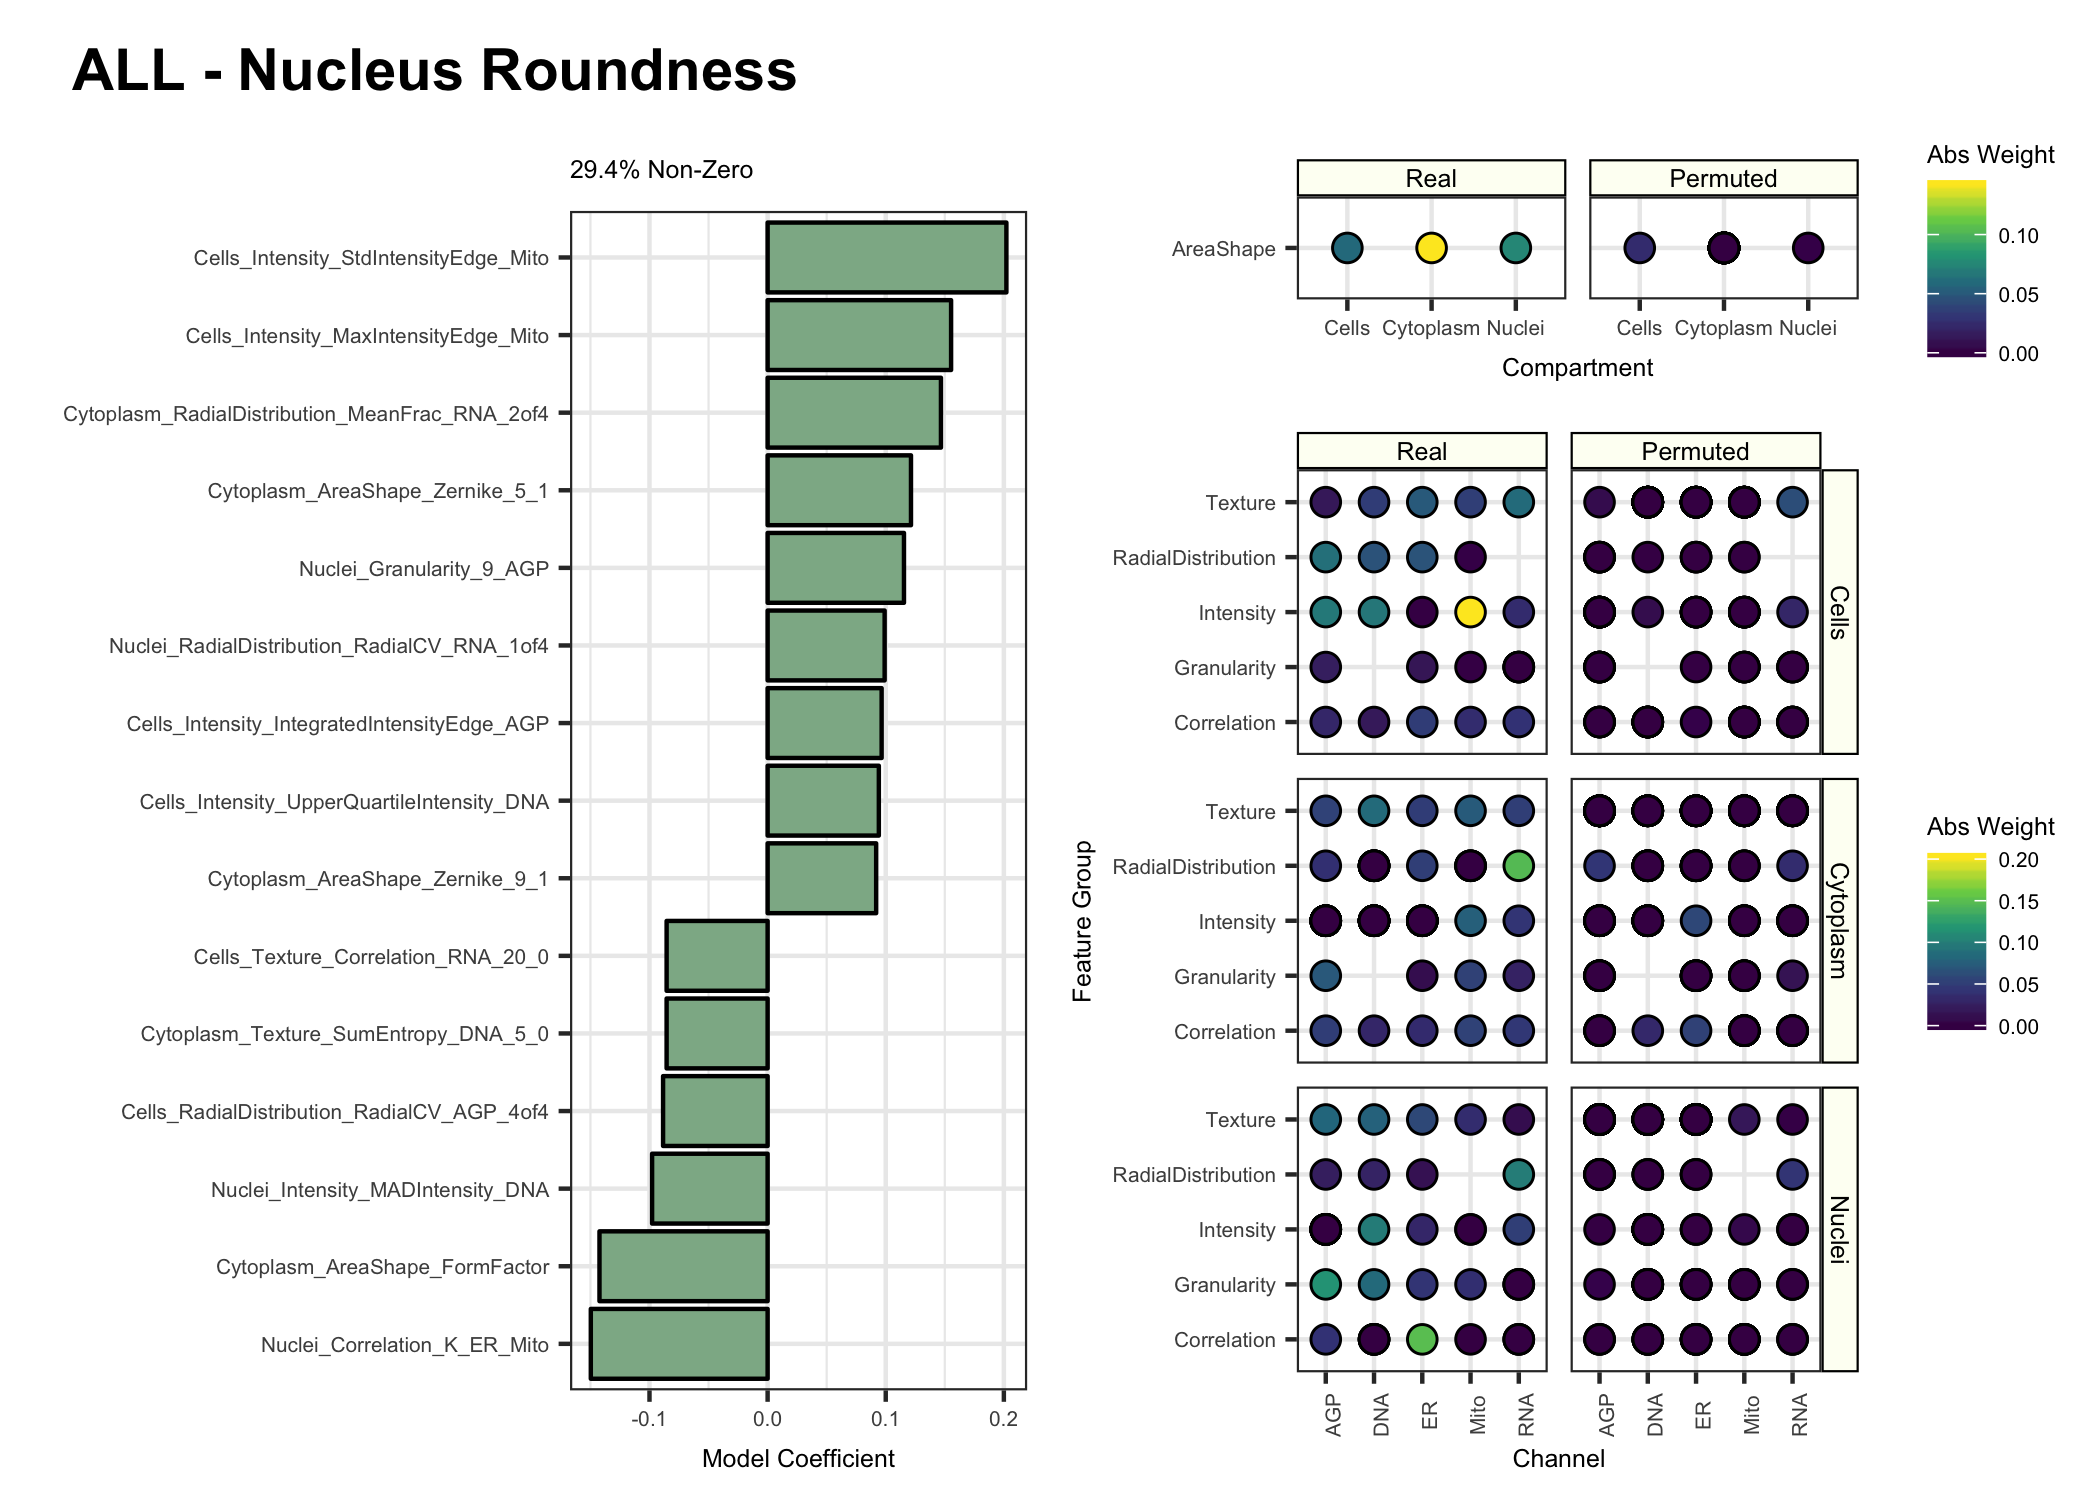 ALL - Nucleus Roundness
29.4% Non-Zero
Cells_Intensity_StdIntensityEdge_Mito
Cells_Intensity_MaxIntensityEdge_Mito
Cytoplasm_RadialDistribution_MeanFrac_RNA_2of4
Cytoplasm_AreaShape_Zernike_5_1
Nuclei_Granularity_9_AGP
Nuclei_RadialDistribution_RadialCV_RNA_1of4
Cells_Intensity_IntegratedIntensityEdge_AGP
Cells_Intensity_UpperQuartileIntensity_DNA
Cytoplasm_AreaShape_Zernike_9_1
Cells_Texture_Correlation_RNA_20_0
Cytoplasm_Texture_SumEntropy_DNA_5_0
Cells_RadialDistribution_RadialCV_AGP_4of4
Nuclei_Intensity_MADIntensity_DNA
Cytoplasm_AreaShape_FormFactor
Nuclei_Correlation_K_ER_Mito
-0.1 0.0 0.1 0.2
Model Coefficient
Real Permuted
AreaShape
Cells Cytoplasm Nuclei Cells Cytoplasm Nuclei
Compartment
Abs Weight
0.10
0.05
0.00
Feature Group
Real Permuted
Texture
RadialDistribution
Intensity
Granularity
Correlation
Cells
Texture
RadialDistribution
Intensity
Granularity
Correlation
Cytoplasm
Texture
RadialDistribution
Intensity
Granularity
Correlation
Nuclei
AGP DNA ER Mito RNA AGP DNA ER Mito RNA
Channel
Abs Weight
0.20
0.15
0.10
0.05
0.00